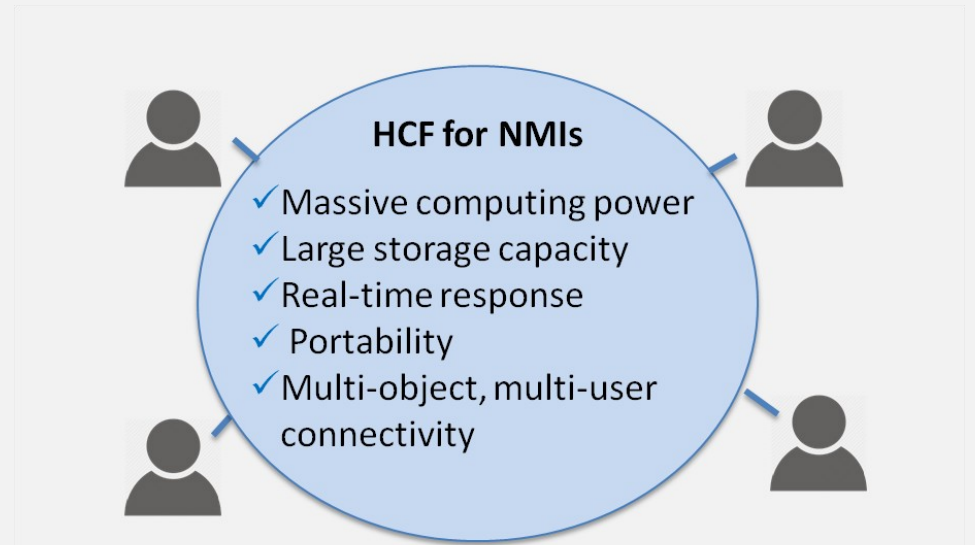 HCF for NMIs
✓Massive computing power
✓Large storage capacity
✓Real-time response
✓ Portability
✓Multi-object, multi-user
connectivity